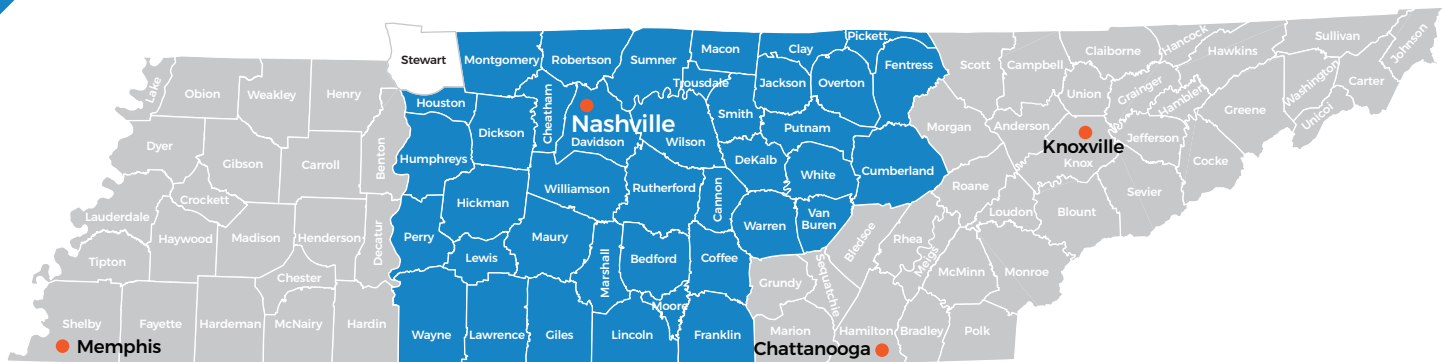 Stewart
Montgomery
Robertson
Sumner
Macon
Clay
Pickett
Fentress
Scott
Campbell
Claiborne
Hancock
Hawkins
Sullivan
Johnson
Lake
Obion
Weakley
Henry
Houston
Dickson
Cheatham
Nashville
Davidson
Wilson
Trousdale
Smith
Jackson
Overton
Putnam
Morgan
Anderson
Union
Grainger
Hamblen
Greene
Washington
Unicoi
Carter
Dyer
Gibson
Carroll
Benton
Humphreys
Hickman
Williamson
Rutherford
Cannon
DeKalb
White
Cumberland
Roane
Knoxville
Knox
Jefferson
Cocke
Sevier
Blount
Loudon
Lauderdale
Crockett
Haywood
Madison
Henderson
Decatur
Perry
Lewis
Maury
Marshall
Bedford
Coffee
Warren
Van
Buren
Bledsoe
Rhea
Meigs
McMinn
Monroe
Tipton
Chester
Moore
Grundy
Sequatchie
Shelby
Fayette
Hardeman
McNairy
Hardin
Wayne
Lawrence
Giles
Lincoln
Franklin
Marion
Hamilton
Bradley
Polk
Memphis
Chattanooga